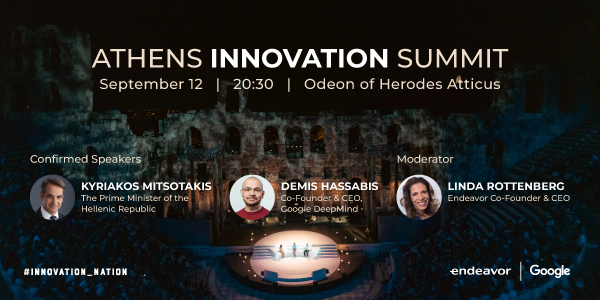 ATHENS INNOVATION SUMMIT
September 12 | 20:30 | Odeon of Herodes Atticus
Confirmed Speakers
KYRIAKOS MITSOTAKIS
The Prime Minister of the
Hellenic Republic
DEMIS HASSABIS
Co-Founder & CEO,
Google DeepMind
Moderator
LINDA ROTTENBERG
Endeavor Co-Founder & CEO
#INNOVATION_NATION
endeavor | Google